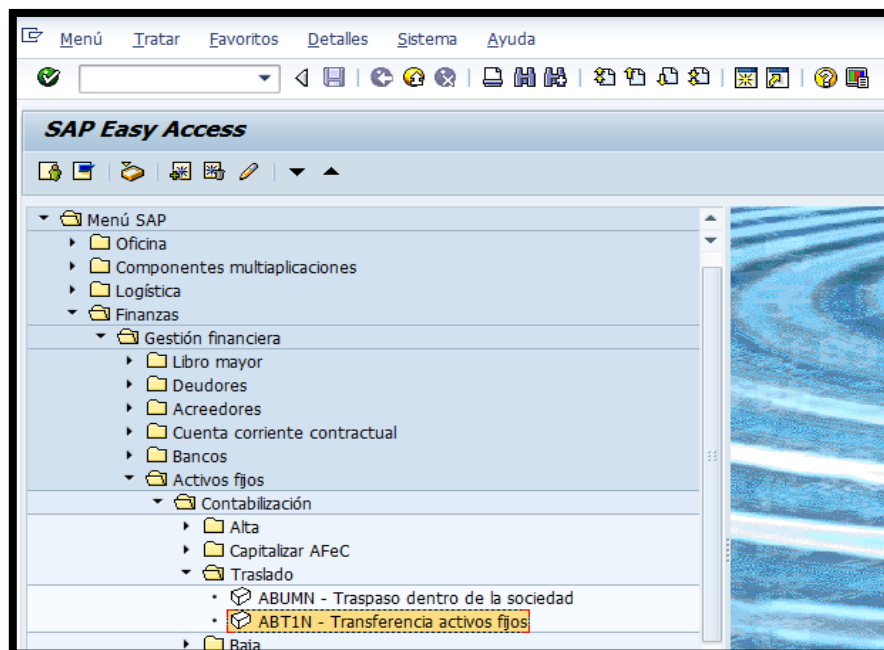 Menú Tratar Favoritos Detalles Sistema Ayuda
SAP Easy Access
Menú SAP
Oficina
Componentes multiaplicaciones
Logística
Finanzas
Gestión financiera
Libro mayor
Deudores
Acreedores
Cuenta corriente contractual
Bancos
Activos fijos
Contabilización
Alta
Capitalizar AFeC
Traslado
ABUMN - Traspaso dentro de la sociedad
ABT1N - Transferencia activos fijos
Baja